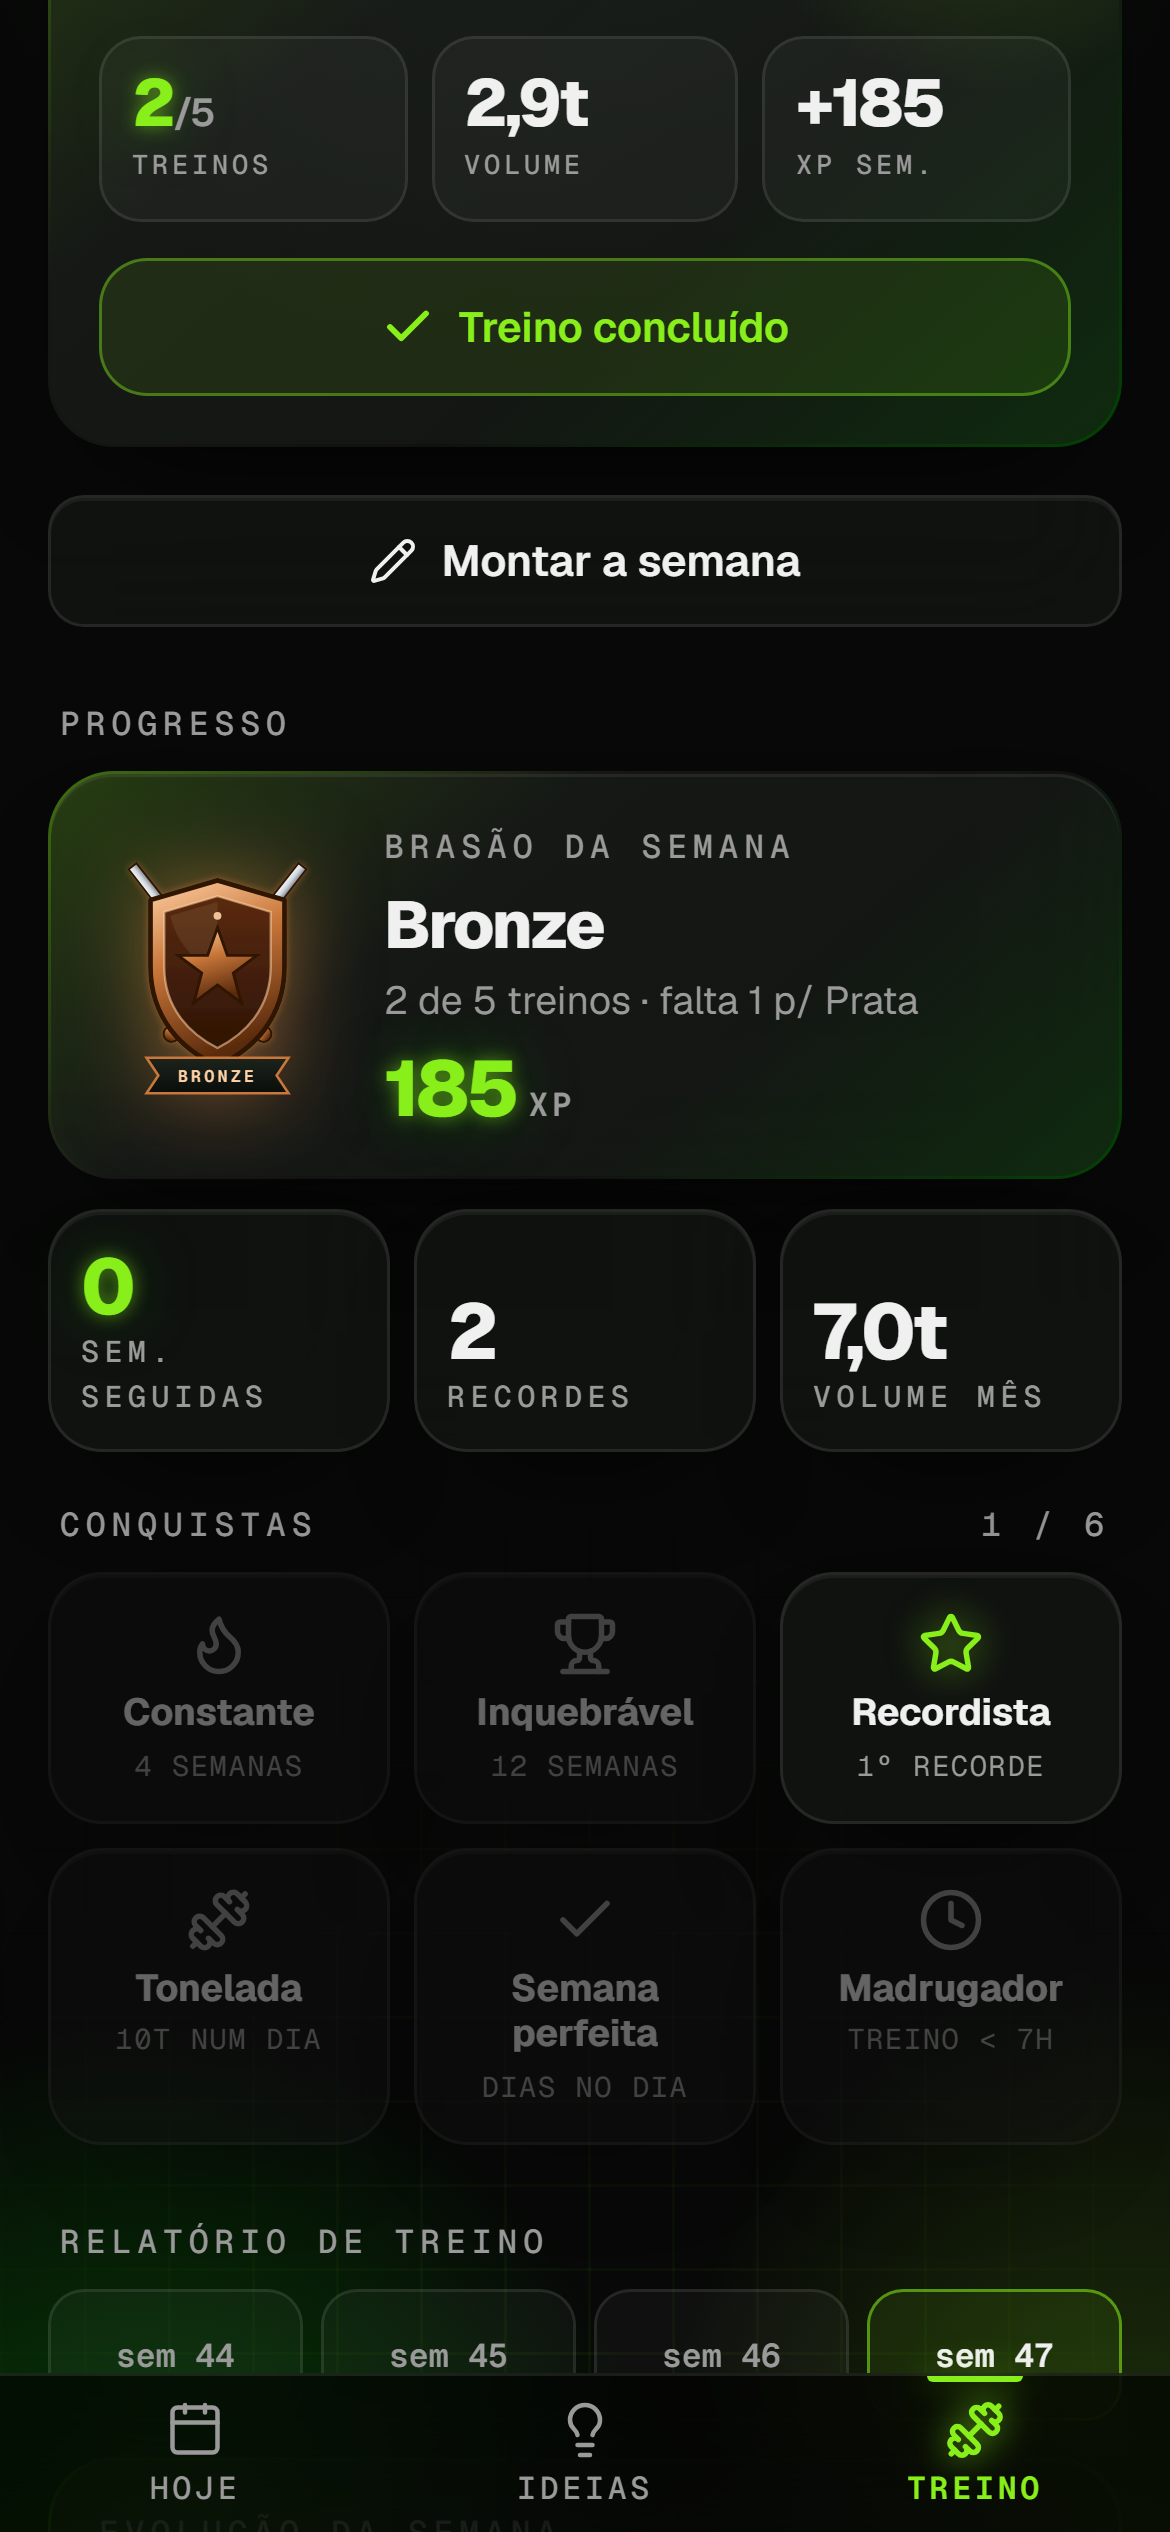 2/5
TREINOS
2,9t
VOLUME
+185
XP SEM.
Treino concluído
Montar a semana
PROGRESSO
BRASÃO DA SEMANA
Bronze
2 de 5 treinos · falta 1 p/ Prata
185 XP
BRONZE
0
SEM.
SEGUIDAS
2
RECORDES
7,0t
VOLUME MÊS
CONQUISTAS
1 / 6
Constante
4 SEMANAS
Inquebrável
12 SEMANAS
Recordista
1º RECORDE
Tonelada
10T NUM DIA
Semana
perfeita
DIAS NO DIA
Madrugador
TREINO < 7H
RELATÓRIO DE TREINO
sem 44
sem 45
sem 46
sem 47
HOJE
IDEIAS
TREINO
EVOLUÇÃO DA SEMANA